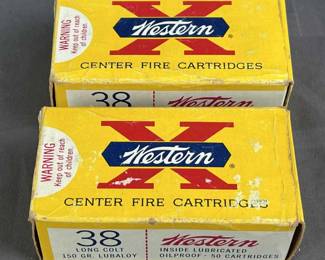 WARNING
Keep out of reach
of children.
X
Western
CENTER FIRE CARTRIDGES
38
Western
WARNING
Keep out of reach
of children.
X
Western
CENTER FIRE CARTRIDGES
38
LONG COLT
150 GR. LUBALOY
Western
INSIDE LUBRICATED
OILPROOF - 50 CARTRIDGES